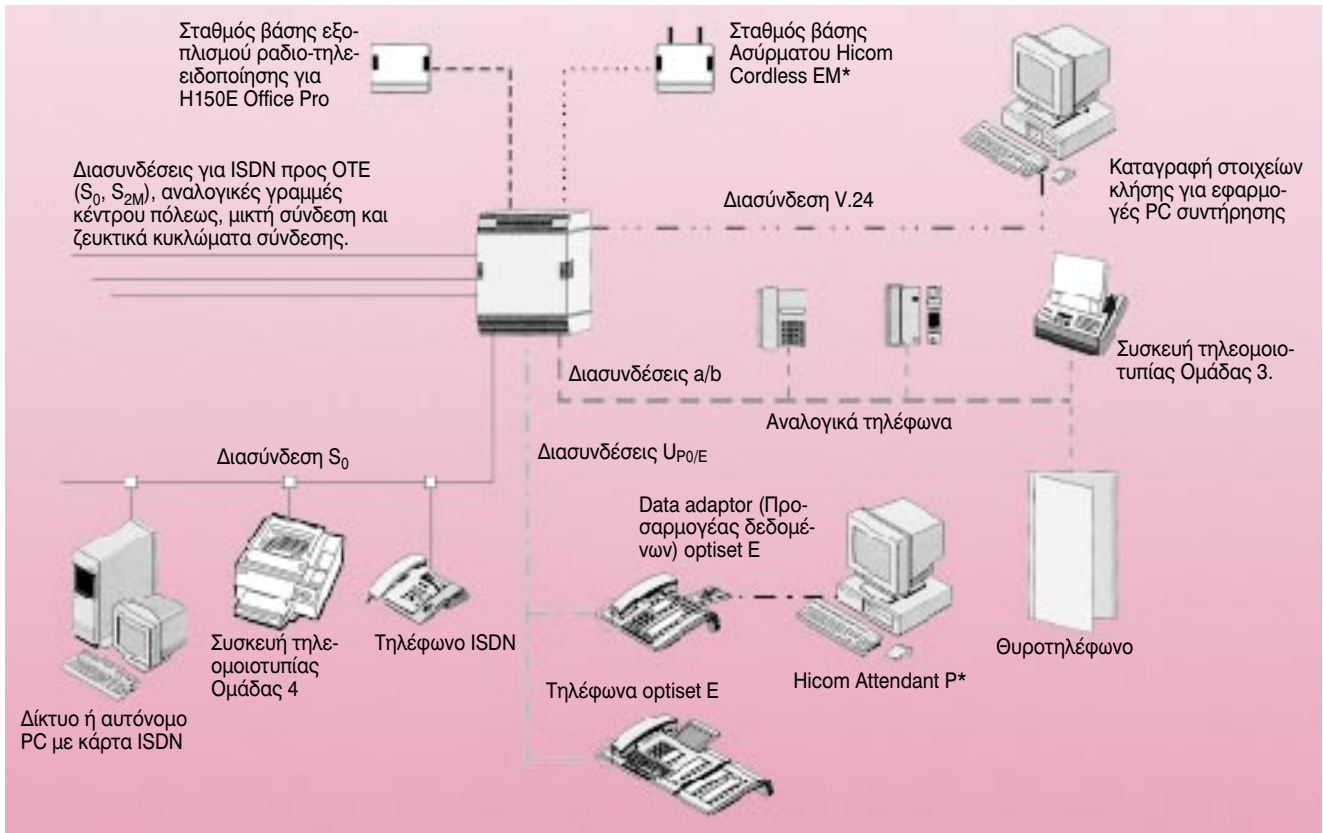 Σταθμός βάσης εξο-
πλισμού ραδιο-τηλε-
ειδοποίησης για
H150E Office Pro
Σταθμός βάσης
Ασύρματου Hicom
Cordless EM*
Καταγραφή στοιχείων
κλήσης για εφαρμο-
γές PC συντήρησης
Διασυνδέσεις για ISDN προς ΟΤΕ
(S0, S2M), αναλογικές γραμμές
κέντρου πόλεως, μικτή σύνδεση και
ζευκτικά κυκλώματα σύνδεσης.
Διασύνδεση V.24
Συσκευή τηλεομοιο-
τυπίας Ομάδας 3.
Διασυνδέσεις a/b
Αναλογικά τηλέφωνα
Διασύνδεση S0
Διασυνδέσεις UP0/E
Data adaptor (Προ-
σαρμογέας δεδομέ-
νων) optiset E
Συσκευή τηλε-
ομοιοτυπίας
Ομάδας 4
Τηλέφωνο ISDN
Θυροτηλέφωνο
Hicom Attendant P*
Τηλέφωνα optiset E
Δίκτυο ή αυτόνομο
PC με κάρτα ISDN